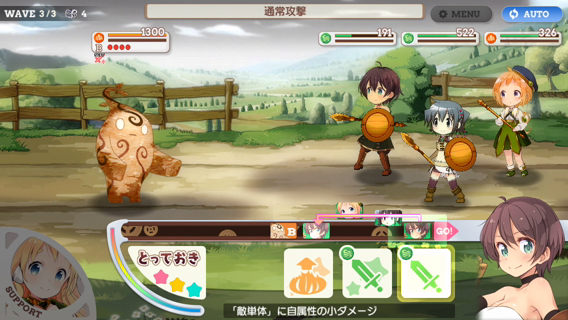 WAVE 3/3 4
通常攻撃
MENU
AUTO
1300
191
522
326
B
GO!
とっておき
SUPPORT
「敵単体」に自属性の小ダメージ